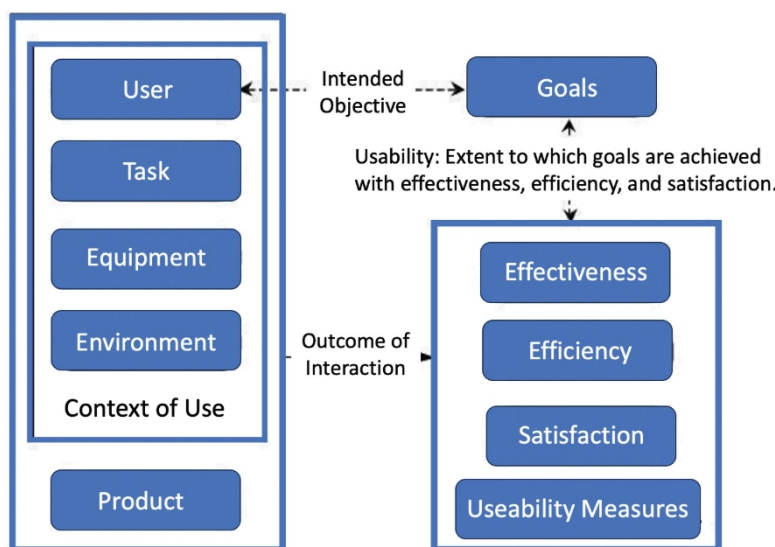 User
Intended
Objective
Goals
Task
Usability: Extent to which goals are achieved
with effectiveness, efficiency, and satisfaction.
Equipment
Effectiveness
Environment
Outcome of
Interaction
Efficiency
Context of Use
Satisfaction
Product
Useability Measures